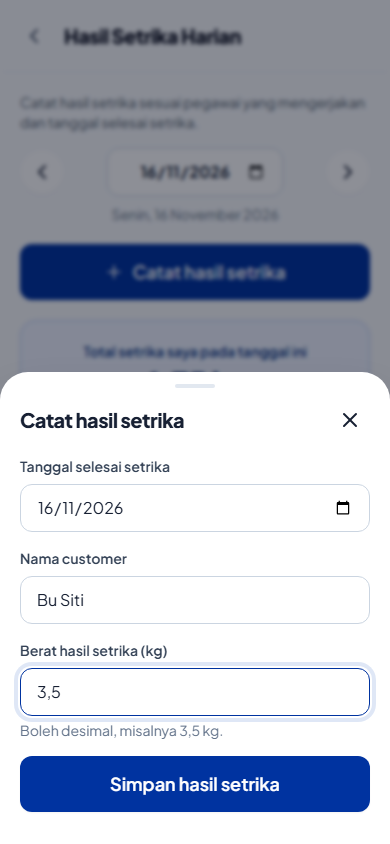 Hasil Setrika Harian
Catat hasil setrika sesuai pegawai yang mengerjakan
dan tanggal selesai setrika.
16/11/2026
Senin, 16 November 2026
+ Catat hasil setrika
Total setrika saya pada tanggal ini
Catat hasil setrika
Tanggal selesai setrika
16/11/2026
Nama customer
Bu Siti
Berat hasil setrika (kg)
3,5
Boleh desimal, misalnya 3,5 kg.
Simpan hasil setrika